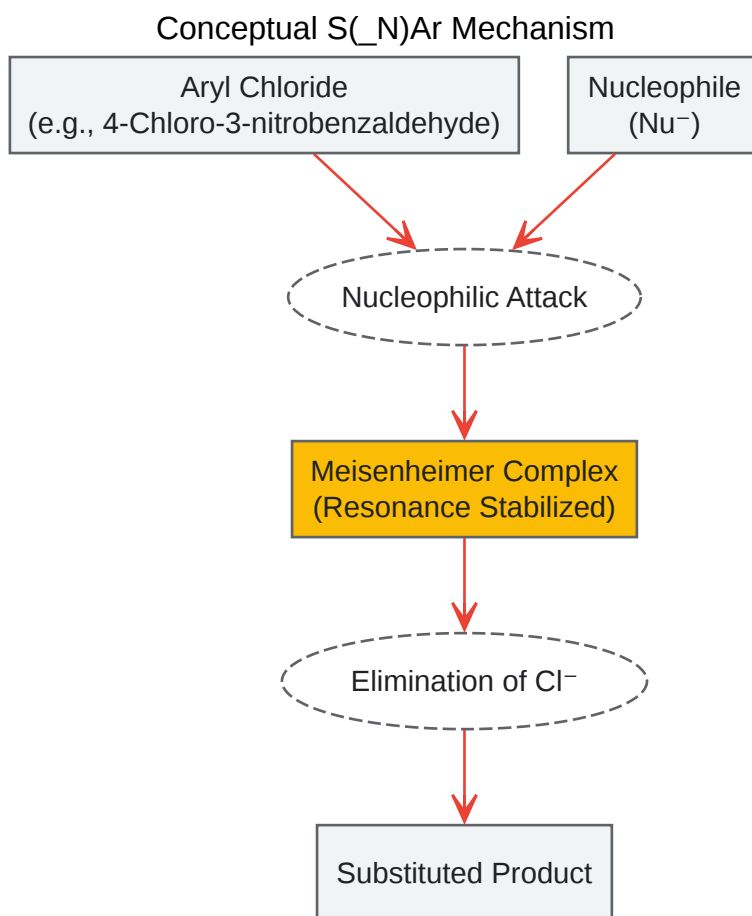 Conceptual S(_N)Ar Mechanism
Aryl Chloride
(e.g., 4-Chloro-3-nitrobenzaldehyde)
Nucleophile
(Nu⁻)
Nucleophilic Attack
Meisenheimer Complex
(Resonance Stabilized)
Elimination of Cl⁻
Substituted Product